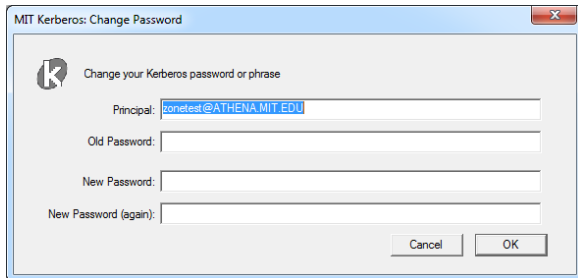 MIT Kerberos: Change Password
Change your Kerberos password or phrase
Principal: zonetest@ATHENA.MIT.EDU
Old Password:
New Password:
New Password (again):
Cancel OK